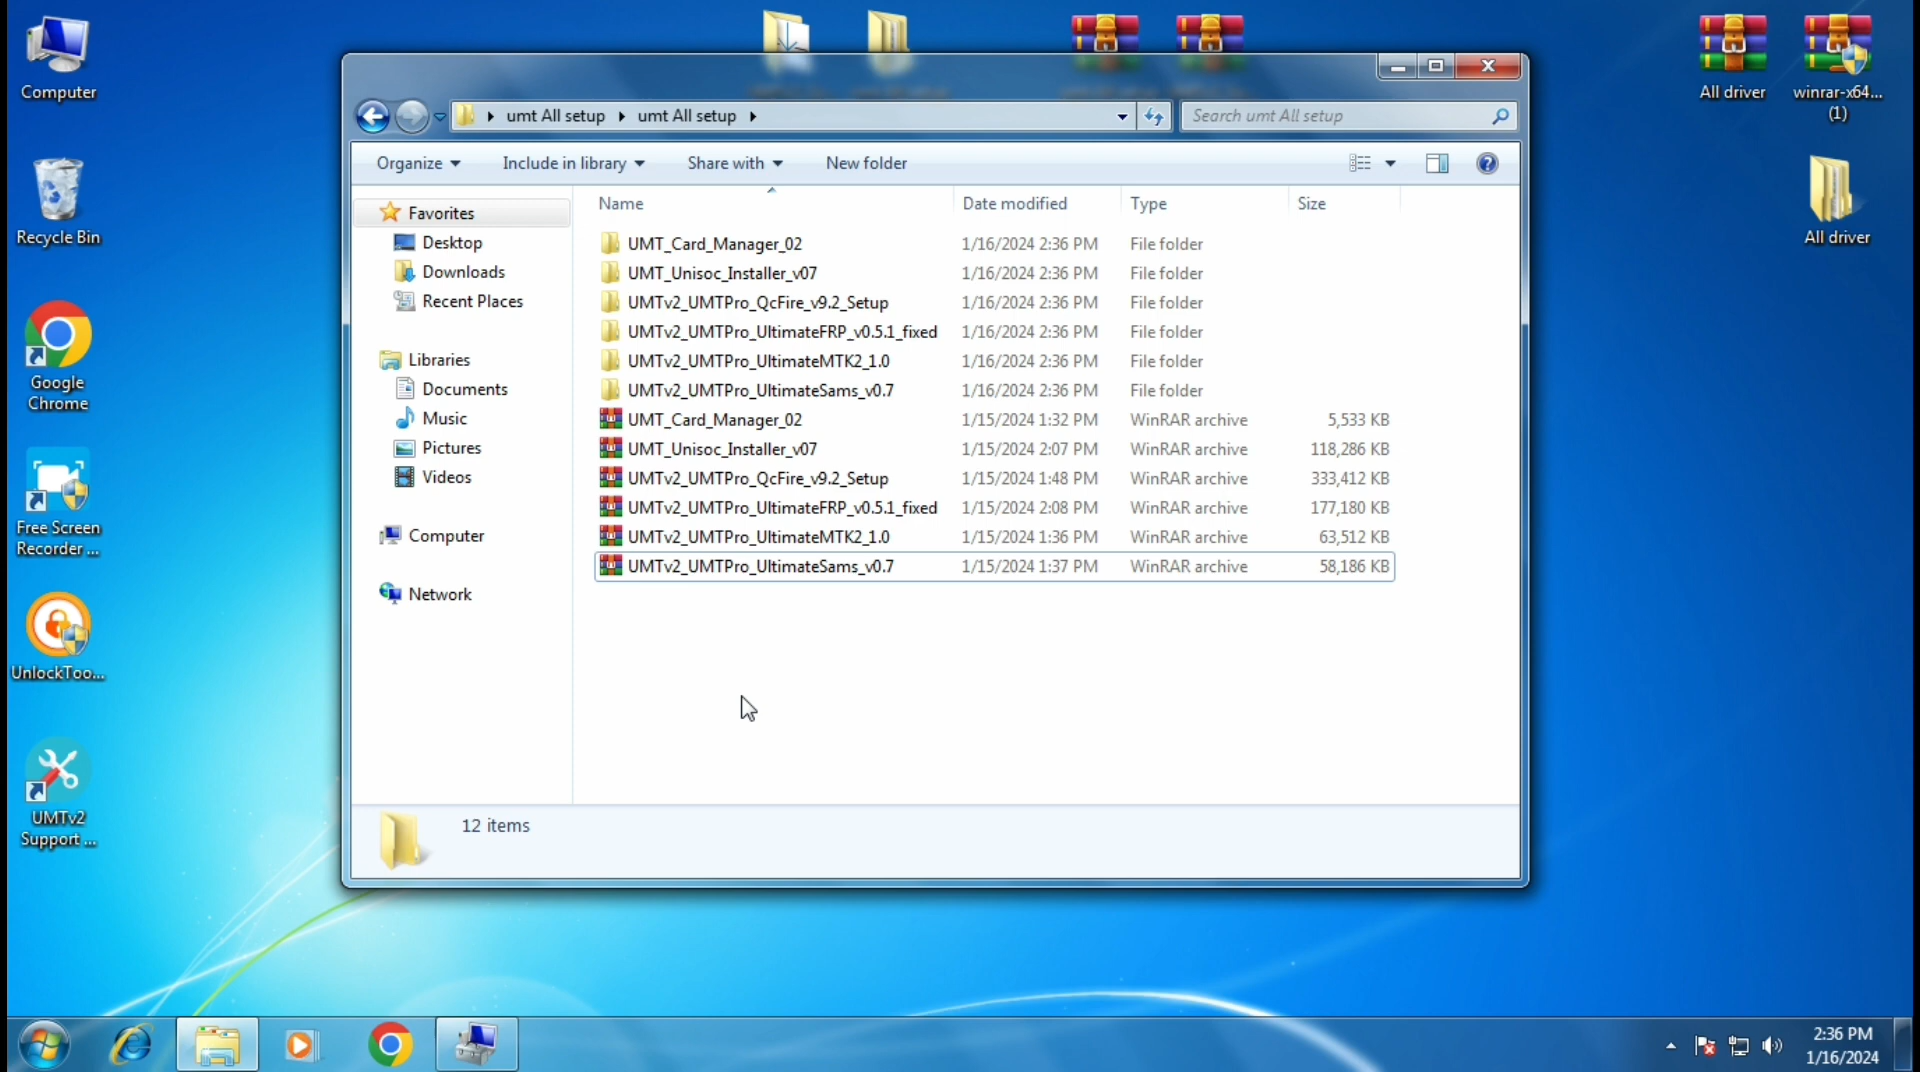 Computer
Recycle Bin
Google
Chrome
Free Screen
Recorder ...
UnlockToo...
UMTv2
Support ...
All driver
winrar-x64...
(1)
All driver
umt All setup
umt All setup
Search umt All setup
Organize
Include in library
Share with
New folder
Favorites
Desktop
Downloads
Recent Places
Libraries
Documents
Music
Pictures
Videos
Computer
Network
Name Date modified Type Size
UMT_Card_Manager_02 1/16/2024 2:36 PM File folder
UMT_Unisoc_Installer_v07 1/16/2024 2:36 PM File folder
UMTv2_UMTPro_QcFire_v9.2_Setup 1/16/2024 2:36 PM File folder
UMTv2_UMTPro_UltimateFRP_v0.5.1_fixed 1/16/2024 2:36 PM File folder
UMTv2_UMTPro_UltimateMTK2_1.0 1/16/2024 2:36 PM File folder
UMTv2_UMTPro_UltimateSams_v0.7 1/16/2024 2:36 PM File folder
UMT_Card_Manager_02 1/15/2024 1:32 PM WinRAR archive 5,533 KB
UMT_Unisoc_Installer_v07 1/15/2024 2:07 PM WinRAR archive 118,286 KB
UMTv2_UMTPro_QcFire_v9.2_Setup 1/15/2024 1:48 PM WinRAR archive 333,412 KB
UMTv2_UMTPro_UltimateFRP_v0.5.1_fixed 1/15/2024 2:08 PM WinRAR archive 177,180 KB
UMTv2_UMTPro_UltimateMTK2_1.0 1/15/2024 1:36 PM WinRAR archive 63,512 KB
UMTv2_UMTPro_UltimateSams_v0.7 1/15/2024 1:37 PM WinRAR archive 58,186 KB
12 items
2:36 PM
1/16/2024